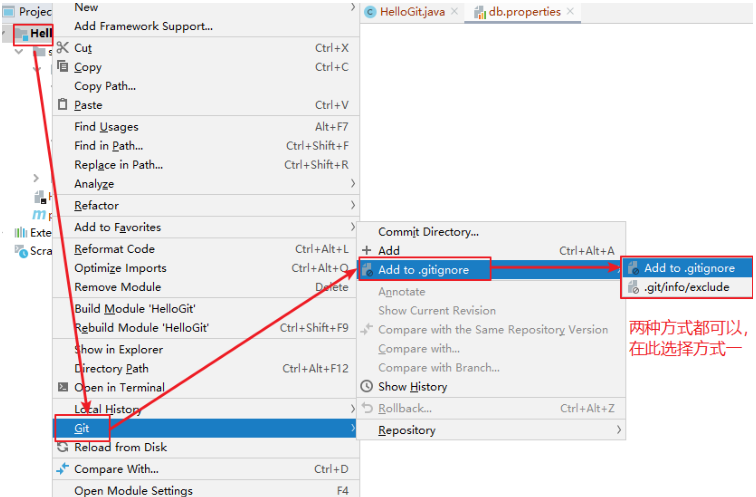 Projec
HelloGit.java
db.properties
Hell
Exte
Scra
New
Add Framework Support...
Cut Ctrl+X
Copy Ctrl+C
Copy Path...
Paste Ctrl+V
Find Usages Alt+F7
Find in Path... Ctrl+Shift+F
Replace in Path... Ctrl+Shift+R
Analyze
Refactor
Add to Favorites
Reformat Code Ctrl+Alt+L
Optimize Imports Ctrl+Alt+O
Remove Module Delete
Build Module 'HelloGit'
Rebuild Module 'HelloGit' Ctrl+Shift+F9
Show in Explorer
Directory Path Ctrl+Alt+F12
Open in Terminal
Local History
Git
Reload from Disk
Compare With... Ctrl+D
Open Module Settings F4
Commit Directory...
Add Ctrl+Alt+A
Add to .gitignore
Annotate
Show Current Revision
Compare with the Same Repository Version
Compare with...
Compare with Branch...
Show History
Rollback... Ctrl+Alt+Z
Repository
Add to .gitignore
.git/info/exclude
两种方式都可以，
在此选择方式一